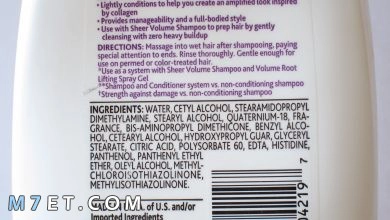 • Lightly conditions to help you create an amplified look inspired
by collagen
• Provides manageability and a full-bodied style
• Use with Sheer Volume Shampoo to prep hair by gently
cleansing with zero heavy buildup
DIRECTIONS: Massage into wet hair after shampooing, paying
special attention to ends. Rinse thoroughly. Gentle enough for
use on permed or color-treated hair.
*Use as a system with Sheer Volume Shampoo and Volume Root
Lifting Spray Gel
**Shampoo and Conditioner system vs. non-conditioning shampoo
†Strength against damage vs. non-conditioning shampoo
INGREDIENTS: WATER, CETYL ALCOHOL, STEARAMIDOPROPYL
DIMETHYLAMINE, STEARYL ALCOHOL, QUATERNIUM-18, FRA-
GRANCE, BIS-AMINOPROPYL DIMETHICONE, BENZYL ALCO-
HOL, CETEARYL ALCOHOL, HYDROXYPROPYL GUAR, GLYCERYL
STEARATE, CITRIC ACID, POLYSORBATE 60, EDTA, HISTIDINE,
PANTHENOL, PANTHENYL ETHYL
ETHER, OLEYL ALCOHOL, METHYL-
CHLOROISOTHIAZOLINONE,
METHYLISOTHIAZOLINONE.
of U.S. and/or
Imported Ingredients
04219 7
M7ET.COM